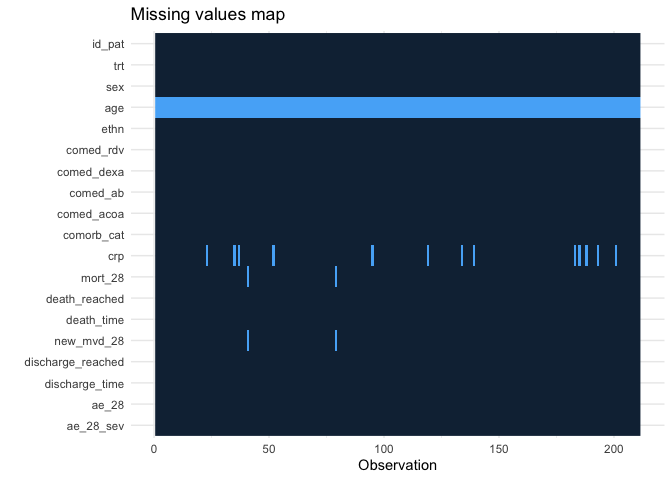 Missing values map
id_pat
trt
sex
age
ethn
comed_rdv
comed_dexa
comed_ab
comed_acoa
comorb_cat
crp
mort_28
death_reached
death_time
new_mvd_28
discharge_reached
discharge_time
ae_28
ae_28_sev
0 50 100 150 200
Observation